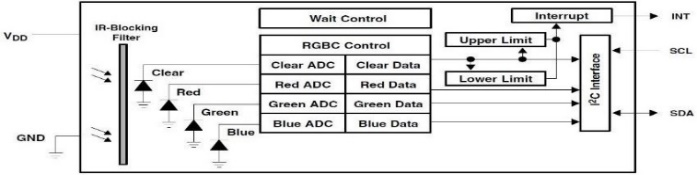 VDD
IR-Blocking
Filter
Wait Control
Interrupt
INT
RGBC Control
Upper Limit
SCL
Clear
Clear ADC
Clear Data
Lower Limit
Red
Red ADC
Red Data
Green
Green ADC
Green Data
Blue
Blue ADC
Blue Data
I2C Interface
SDA
GND